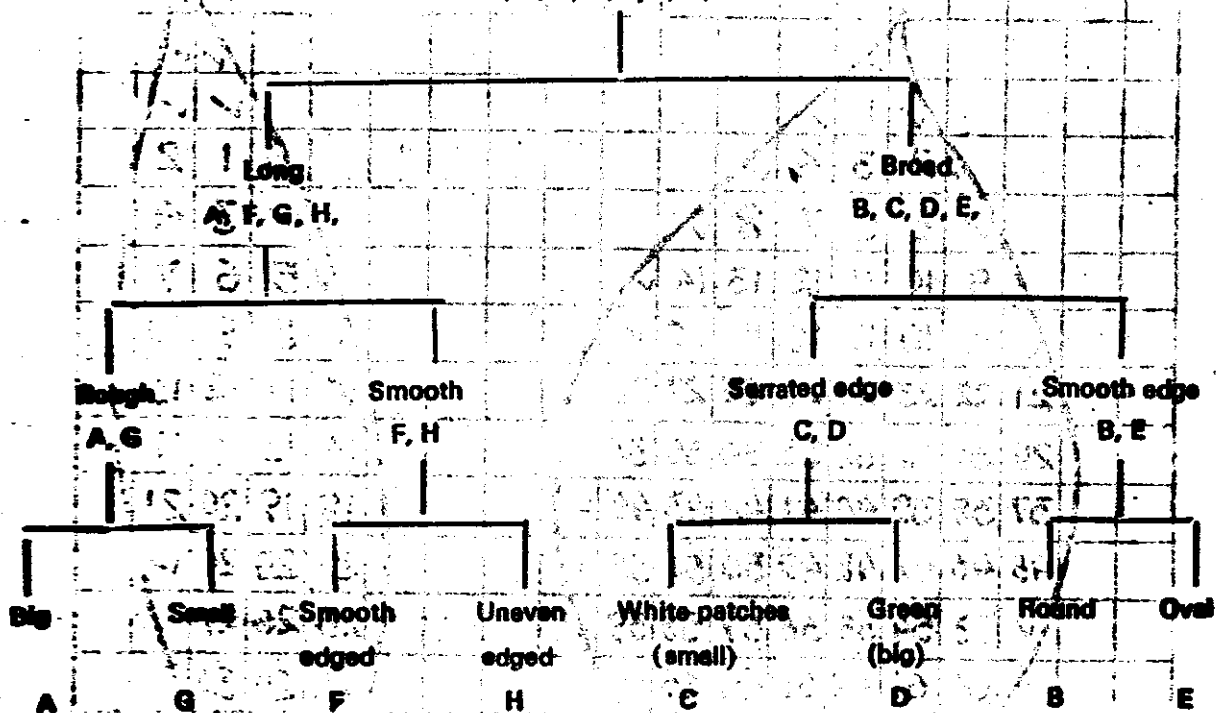 Long
Broad
A, F, G, H,
B, C, D, E,
Rough
Smooth
Serrated edge
Smooth edge
A, G
F, H
C, D
B, E
Big
Small
Smooth
edged
Uneven
edged
White patches
(small)
Green
(big)
Round
Oval
A
G
F
H
C
D
B
E